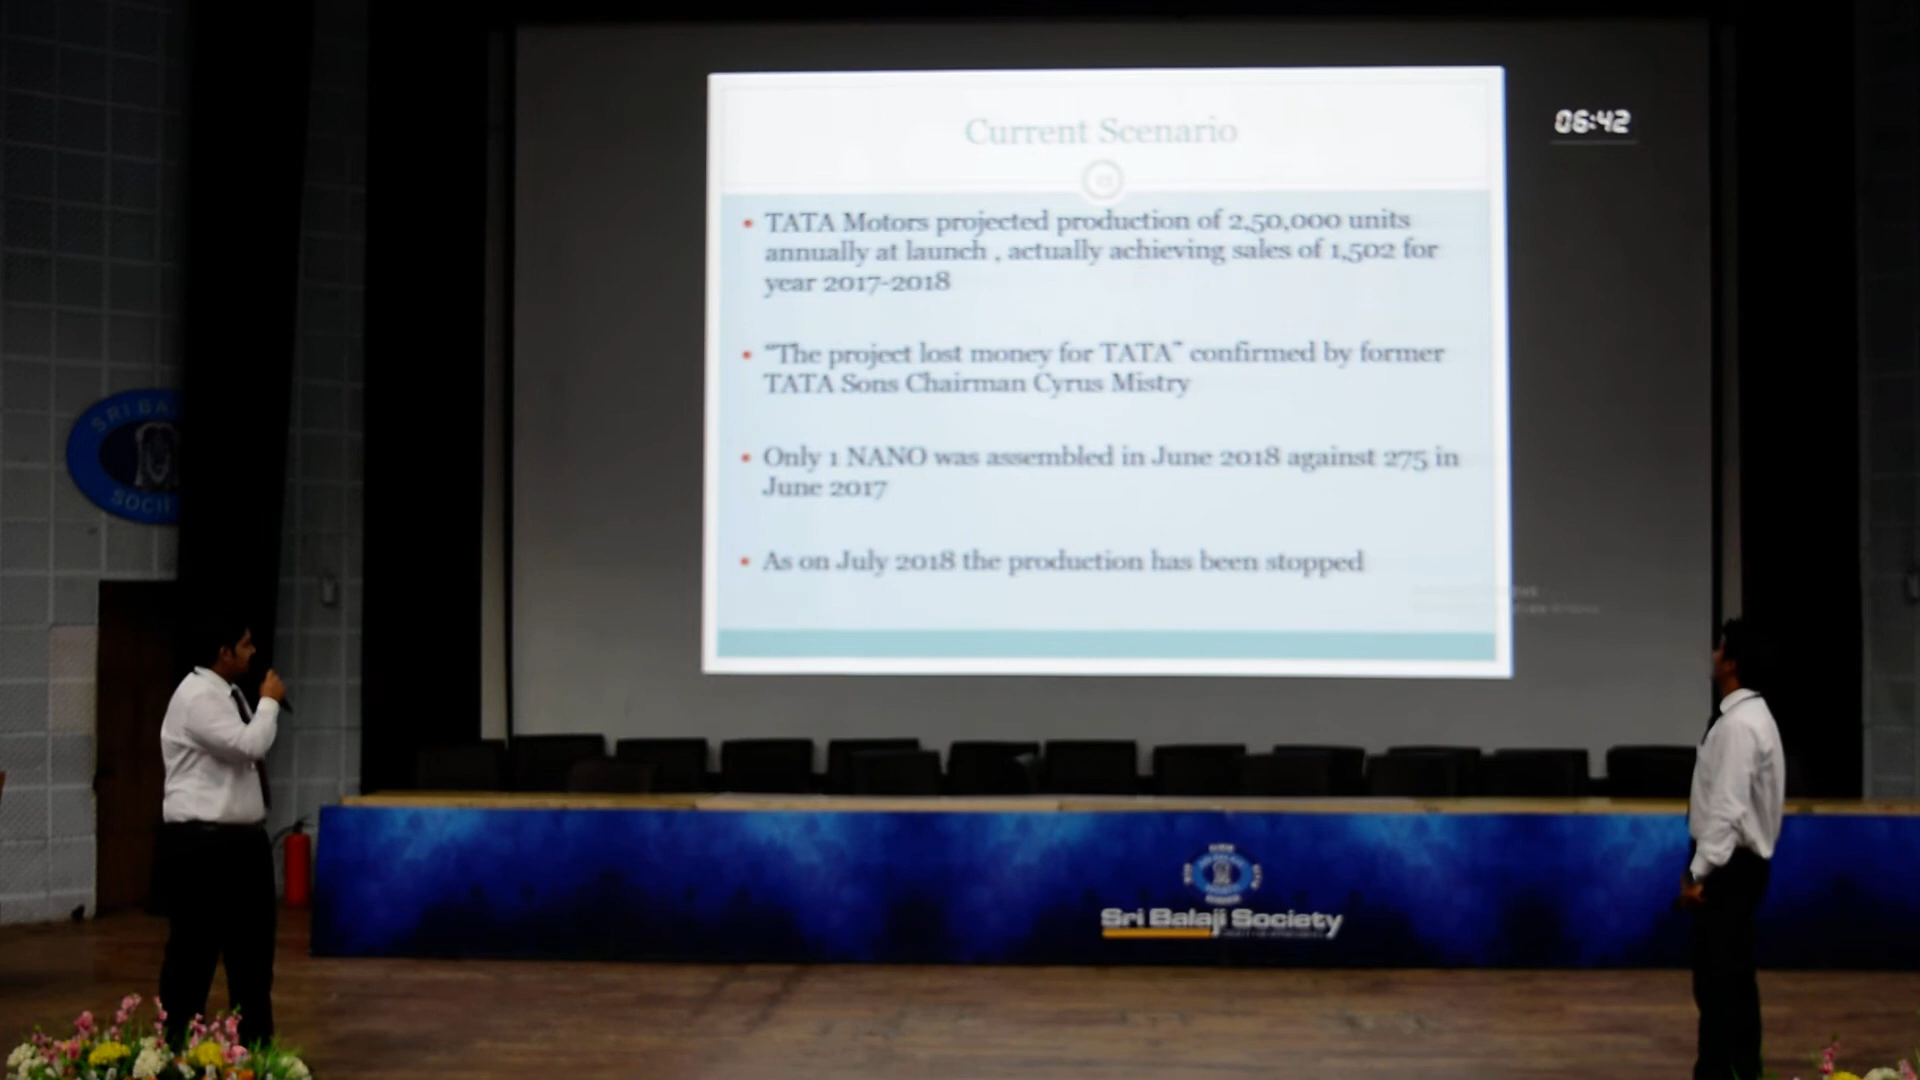 Current Scenario
06:42
• TATA Motors projected production of 2,50,000 units
annually at launch , actually achieving sales of 1,502 for
year 2017-2018
• "The project lost money for TATA" confirmed by former
TATA Sons Chairman Cyrus Mistry
• Only 1 NANO was assembled in June 2018 against 275 in
June 2017
• As on July 2018 the production has been stopped
SRI BA
SOCIE
Sri Balaji Society